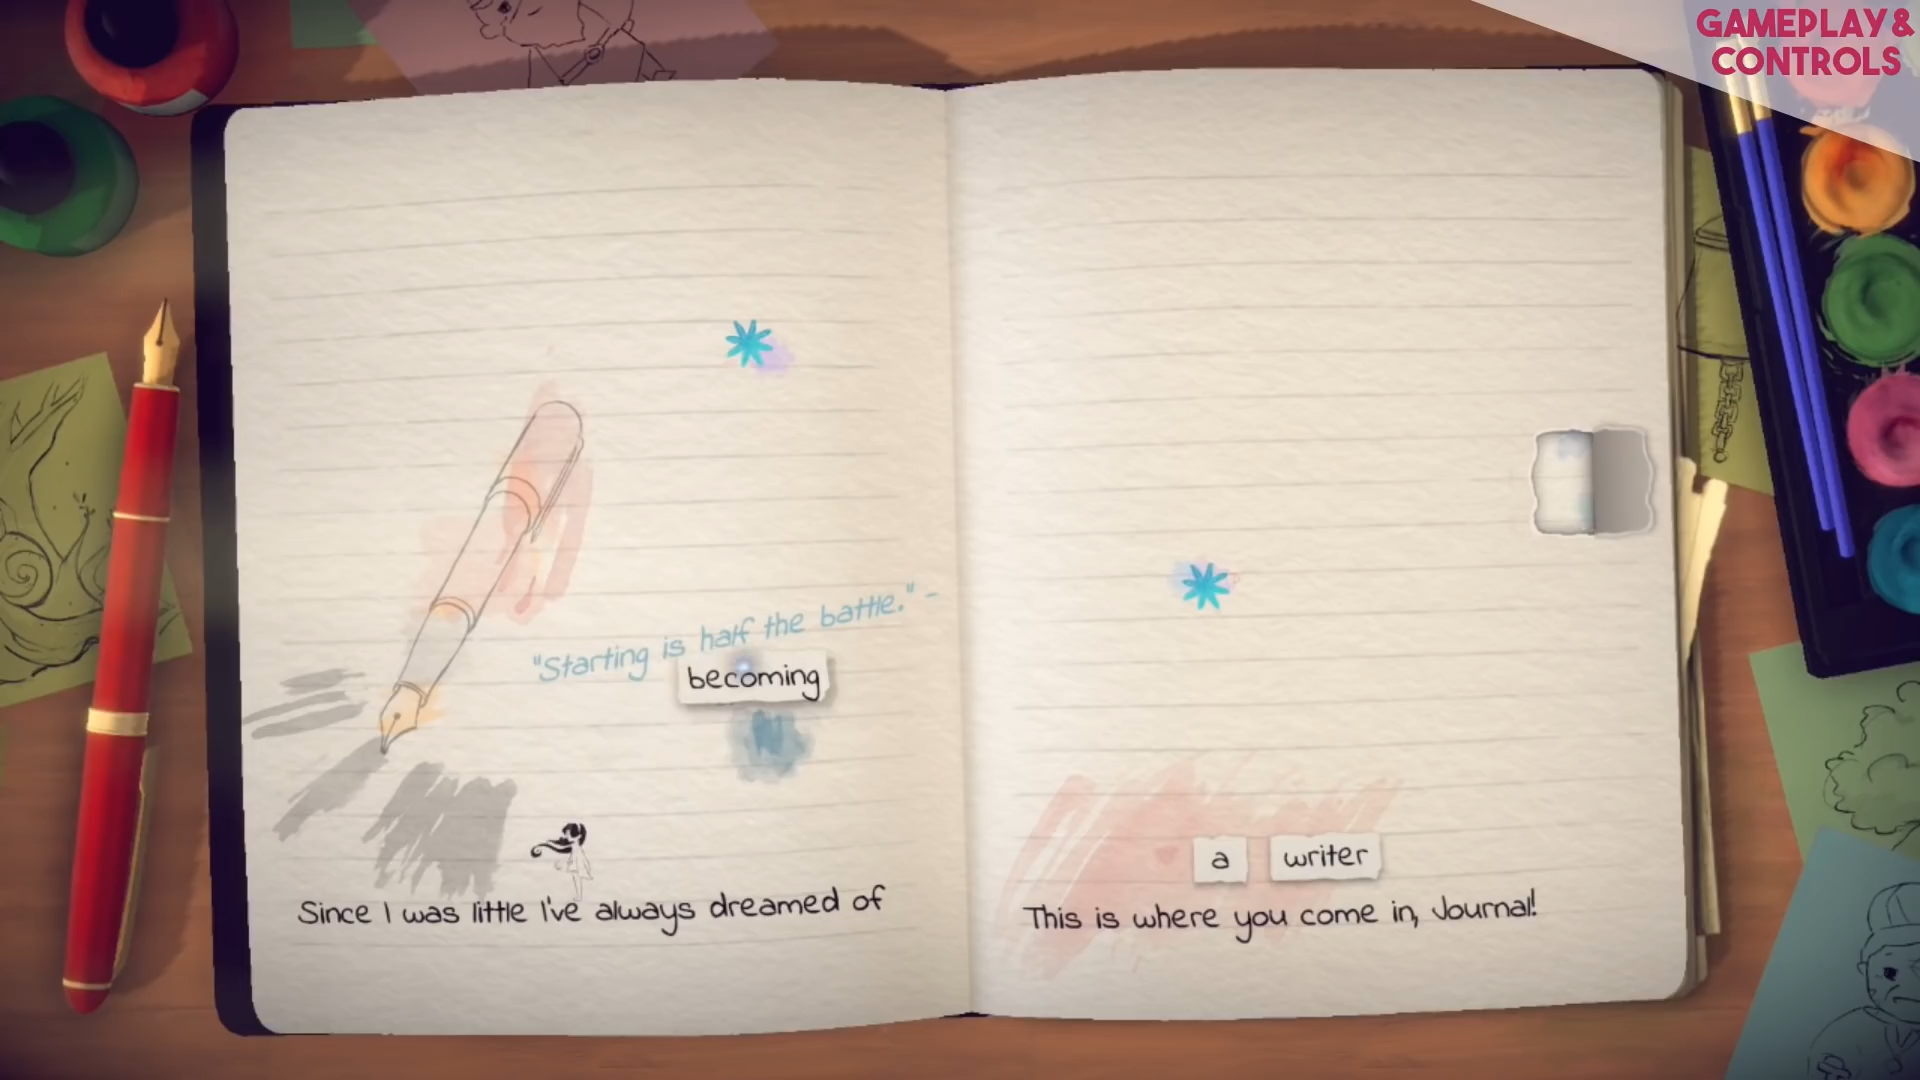 GAMEPLAY &
CONTROLS
"Starting is half the battle." -
becoming
Since I was little I've always dreamed of
a writer
This is where you come in, Journal!